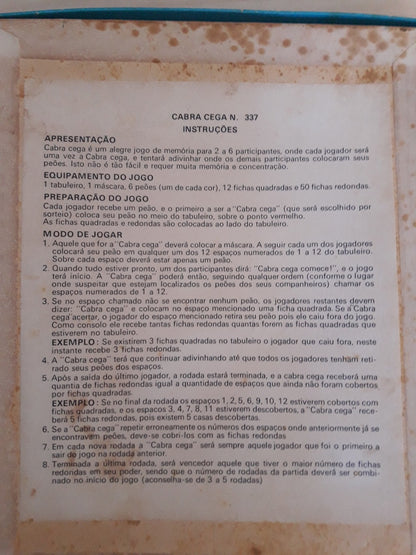 CABRA CEGA N. 337
INSTRUÇÕES
APRESENTAÇÃO
Cabra cega é um alegre jogo de memória para 2 a 6 participantes, onde cada jogador será
uma vez a Cabra cega, e tentará adivinhar onde os demais participantes colocaram seus
peões. Isto não é tão fácil e requer muita memória e concentração.
EQUIPAMENTO DO JOGO
1 tabuleiro, 1 máscara, 6 peões (um de cada cor), 12 fichas quadradas e 50 fichas redondas.
PREPARAÇÃO DO JOGO
Cada jogador recebe um peão, e o primeiro a ser a "Cabra cega" (que será escolhido por
sorteio) coloca seu peão no meio do tabuleiro, sobre o ponto vermelho.
As fichas quadradas e redondas são colocadas ao lado do tabuleiro.
MODO DE JOGAR
1. Aquele que for a "Cabra cega" deverá colocar a máscara. A seguir cada um dos jogadores
colocará seu peão em qualquer um dos 12 espaços numerados de 1 a 12 do tabuleiro.
Sobre cada espaço deverá estar apenas um peão.
2. Quando tudo estiver pronto, um dos participantes dirá: "Cabra cega comece!", e o jogo
terá início. A "Cabra cega" poderá então, seguindo qualquer ordem (conforme o lugar
onde suspeitar que estejam localizados os peões dos seus companheiros) chamar os
espaços numerados de 1 a 12.
3. Se no espaço chamado não se encontrar nenhum peão, os jogadores restantes devem
dizer: "Cabra cega" e colocam no espaço mencionado uma ficha quadrada. Se a Cabra
cega acertar, o jogador do espaço mencionado retira seu peão pois ele caiu fora do jogo.
Como consolo ele recebe tantas fichas redondas quantas forem as fichas quadradas que
estiverem no tabuleiro.
EXEMPLO: Se existirem 3 fichas quadradas no tabuleiro o jogador que caiu fora, neste
instante recebe 3 fichas redondas.
4. A "Cabra cega" terá que continuar adivinhando até que todos os jogadores tenham reti-
rado seus peões dos espaços.
5. Após a saída do último jogador, a rodada estará terminada, e a cabra cega receberá uma
quantia de fichas redondas igual a quantidade de espaços que ainda não foram cobertos
por fichas quadradas.
EXEMPLO: Se no final da rodada os espaços 1, 2, 5, 6, 9, 10, 12 estiverem cobertos com
fichas quadradas, e os espaços 3, 4, 7, 8, 11 estiverem descobertos, a "Cabra cega" rece-
berá 5 fichas redondas, pois existem 5 casas descobertas.
6. Se a "Cabra cega" repetir erroneamente os números dos espaços onde anteriormente já se
encontravam peões, deve-se cobri-los com as fichas redondas
7. Em cada nova rodada a "Cabra cega" será sempre aquele jogador que foi o primeiro a
sair do jogo na rodada anterior.
8. Terminada a última rodada, será vencedor aquele que tiver o maior número de fichas
redondas em seu poder, sendo que o número de rodadas da partida deverá ser combi-
nado no início do jogo (aconselha-se de 3 a 5 rodadas)